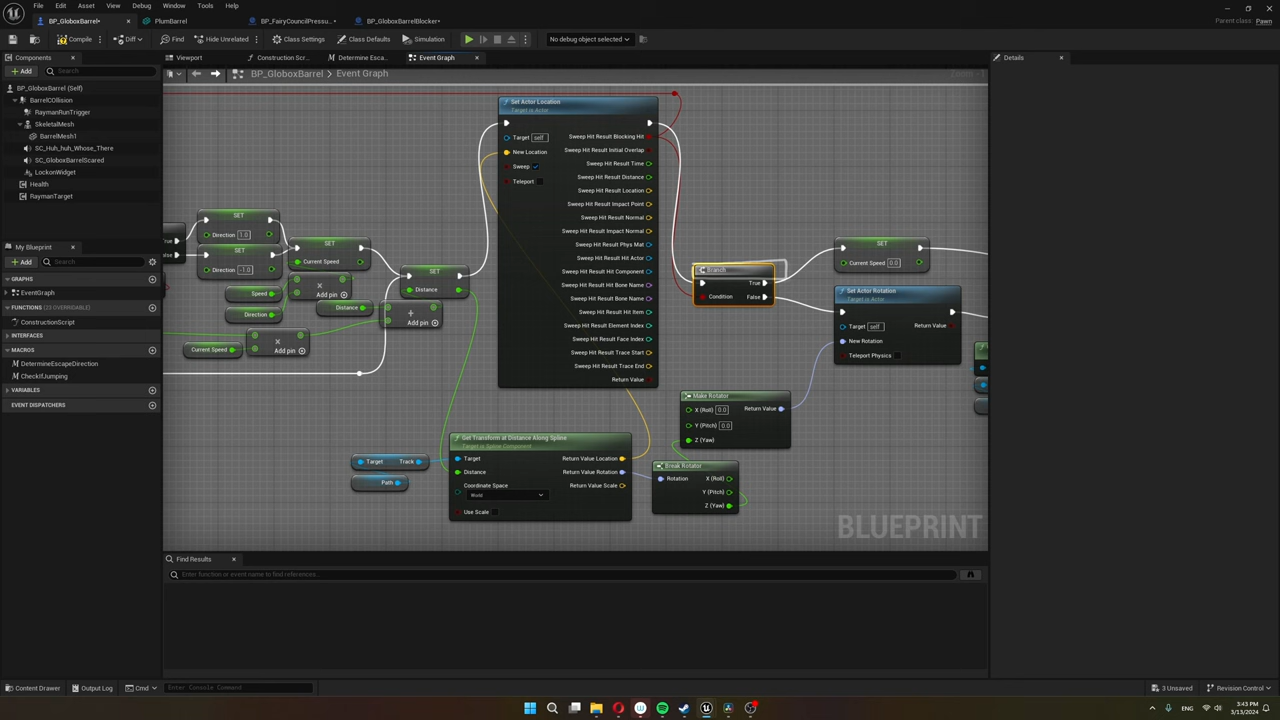 File
Edit
Asset
View
Debug
Window
Tools
Help
BP_GloboxBarrel*
PlumBarrel
BP_FairyCouncilPressu...*
BP_GloboxBarrelBlocker*
Parent class:
Pawn
Compile
Diff
Find
Hide Unrelated
Class Settings
Class Defaults
Simulation
No debug object selected
Components
Add
Search
BP_GloboxBarrel (Self)
BarrelCOllision
RaymanRunTrigger
SkeletalMesh
BarrelMesh1
SC_Huh_huh_Whose_There
SC_GloboxBarrelScared
LockonWidget
Health
RaymanTarget
My Blueprint
Add
Search
GRAPHS
EventGraph
FUNCTIONS (23 OVERRIDABLE)
ConstructionScript
INTERFACES
MACROS
DetermineEscapeDirection
CheckIfJumping
VARIABLES
EVENT DISPATCHERS
Viewport
Construction Scr...
Determine Esca...
Event Graph
BP_GloboxBarrel
Event Graph
Set Actor Location
Target is Actor
Target
self
New Location
Sweep
Teleport
Sweep Hit Result Blocking Hit
Sweep Hit Result Initial Overlap
Sweep Hit Result Time
Sweep Hit Result Distance
Sweep Hit Result Location
Sweep Hit Result Impact Point
Sweep Hit Result Normal
Sweep Hit Result Impact Normal
Sweep Hit Result Phys Mat
Sweep Hit Result Hit Actor
Sweep Hit Result Hit Component
Sweep Hit Result Hit Bone Name
Sweep Hit Result Bone Name
Sweep Hit Result Hit Item
Sweep Hit Result Element Index
Sweep Hit Result Face Index
Sweep Hit Result Trace Start
Sweep Hit Result Trace End
Return Value
True
False
SET
Direction
1.0
SET
Direction
-1.0
SET
Current Speed
Speed
Direction
Add pin
Distance
Current Speed
Add pin
Add pin
SET
Distance
Branch
True
Condition
False
SET
Current Speed
0.0
Set Actor Rotation
Target is Actor
Target
self
Return Value
New Rotation
Teleport Physics
Make Rotator
X (Roll)
0.0
Return Value
Y (Pitch)
0.0
Z (Yaw)
Get Transform at Distance Along Spline
Target is Spline Component
Target
Return Value Location
Distance
Return Value Rotation
Coordinate Space
World
Return Value Scale
Use Scale
Target
Track
Path
Break Rotator
Rotation
X (Roll)
Y (Pitch)
Z (Yaw)
BLUEPRINT
Details
Find Results
Enter function or event name to find references...
Content Drawer
Output Log
Cmd
Enter Console Command
3 Unsaved
Revision Control
ENG
3:43 PM
3/13/2024